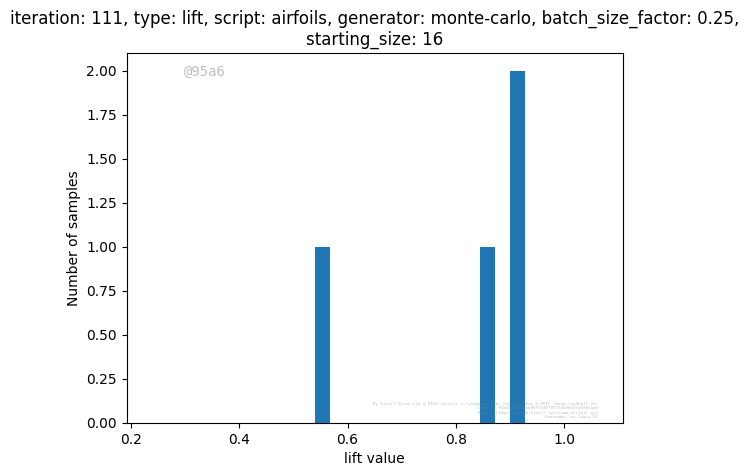 iteration: 111, type: lift, script: airfoils, generator: monte-carlo, batch_size_factor: 0.25,
starting_size: 16
@95a6
2.00
1.75
1.50
1.25
1.00
0.75
0.50
0.25
0.00
Number of samples
0.2
0.4
0.6
0.8
1.0
lift value